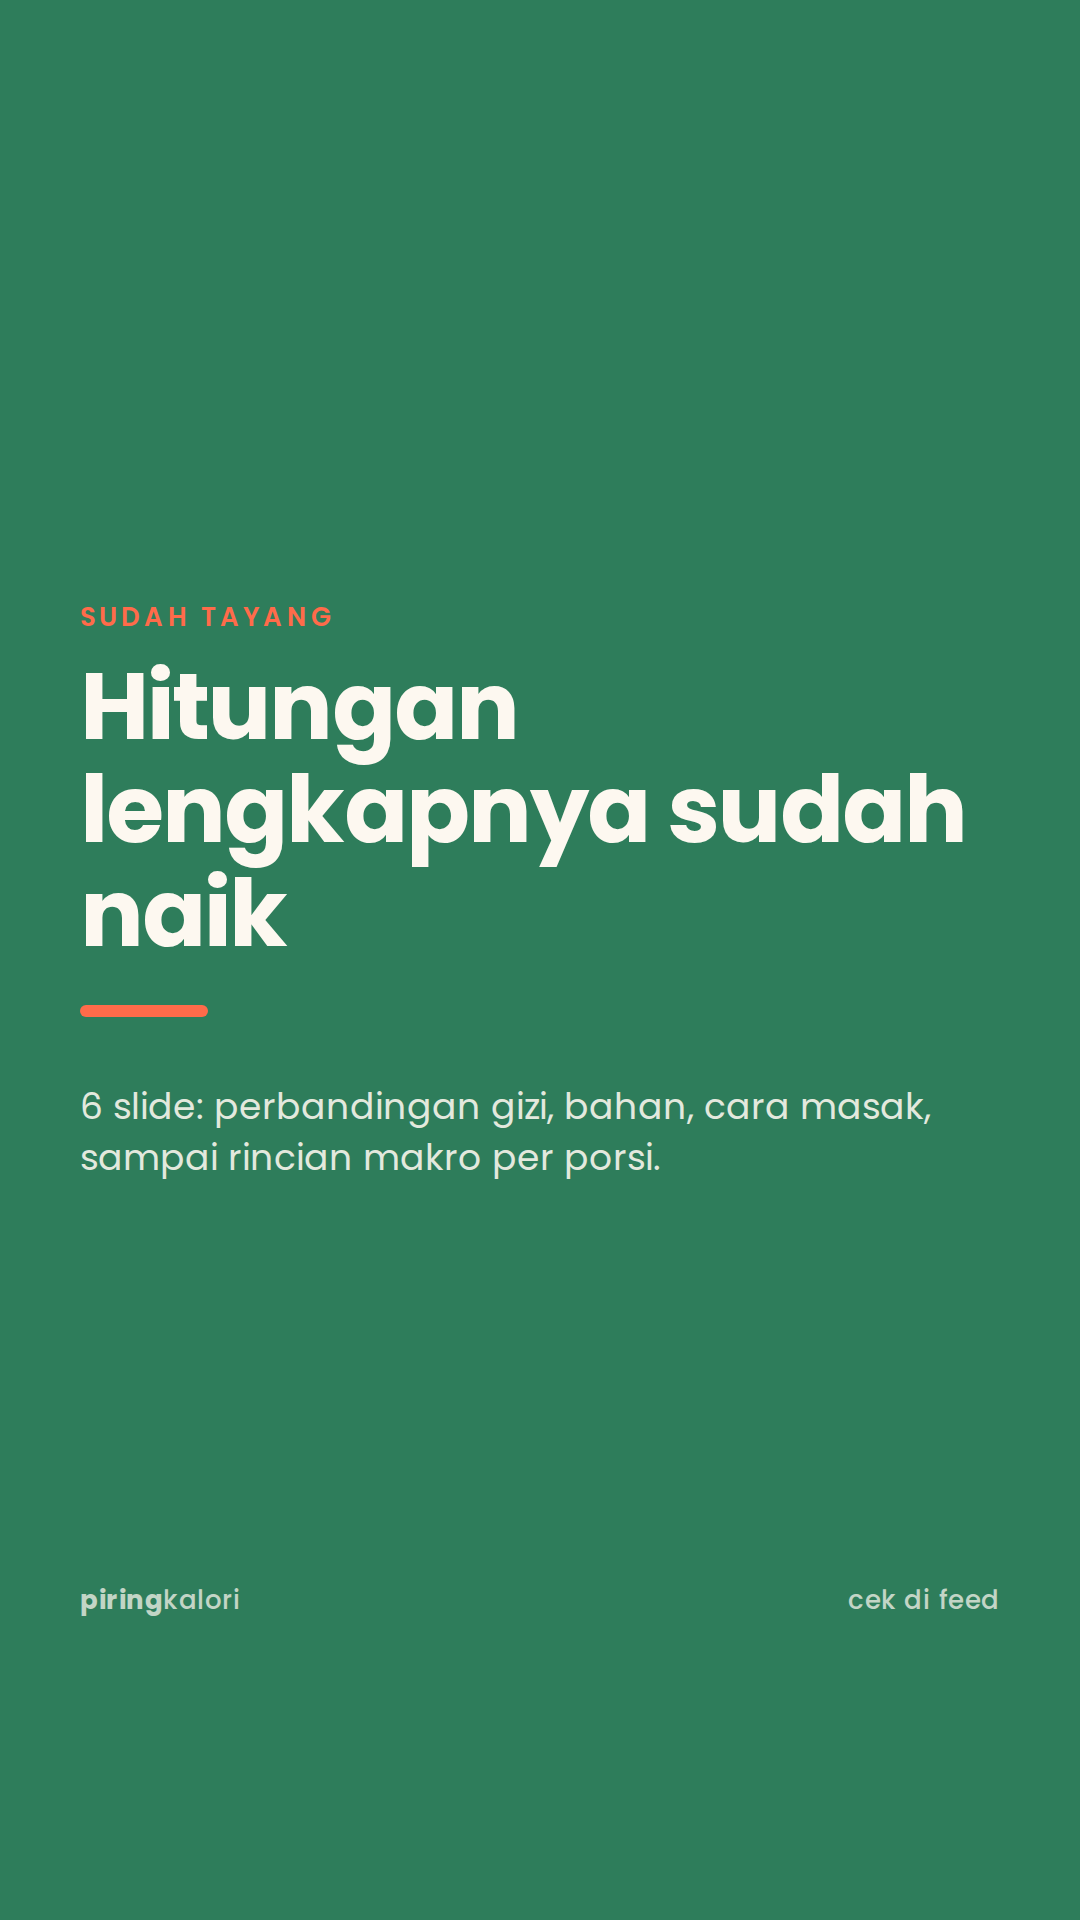 SUDAH TAYANG
Hitungan
lengkapnya sudah
naik
6 slide: perbandingan gizi, bahan, cara masak,
sampai rincian makro per porsi.
piringkalori
cek di feed